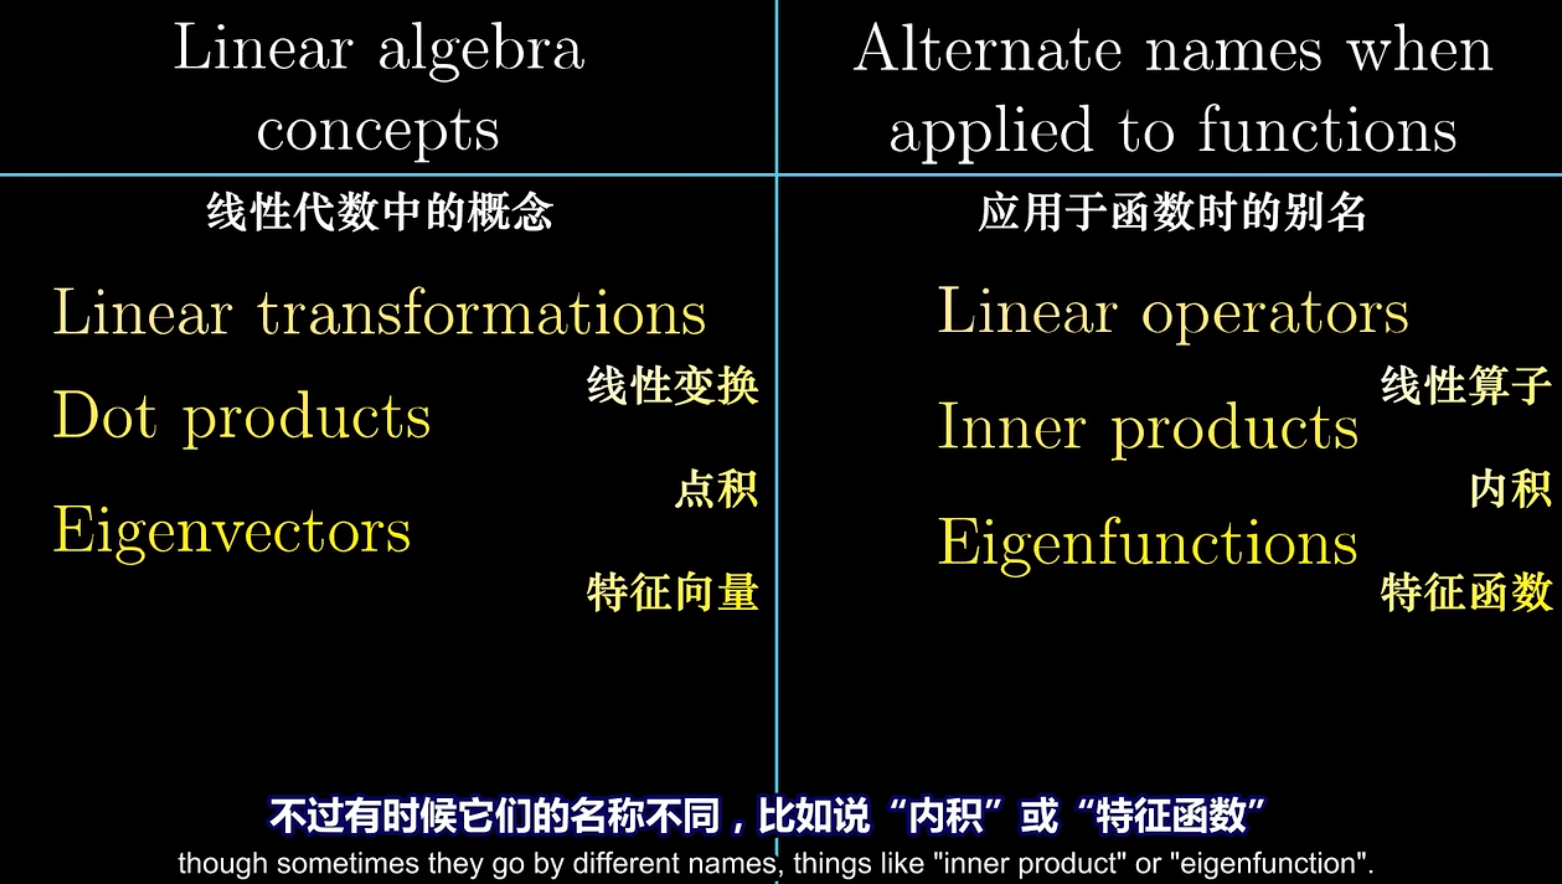 Linear algebra
concepts
线性代数中的概念
Linear transformations
线性变换
Dot products
点积
Eigenvectors
特征向量
Alternate names when
applied to functions
应用于函数时的别名
Linear operators
线性算子
Inner products
内积
Eigenfunctions
特征函数
不过有时候它们的名称不同，比如说“内积”或“特征函数”
though sometimes they go by different names, things like "inner product" or "eigenfunction".